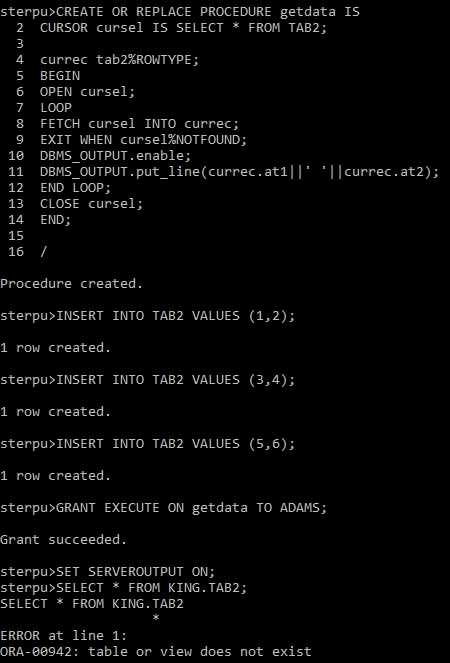 sterpu>CREATE OR REPLACE PROCEDURE getdata IS
2 CURSOR cursel IS SELECT * FROM TAB2;
3
4 currec tab2%ROWTYPE;
5 BEGIN
6 OPEN cursel;
7 LOOP
8 FETCH cursel INTO currec;
9 EXIT WHEN cursel%NOTFOUND;
10 DBMS_OUTPUT.enable;
11 DBMS_OUTPUT.put_line(currec.at1||' '||currec.at2);
12 END LOOP;
13 CLOSE cursel;
14 END;
15
16 /
Procedure created.
sterpu>INSERT INTO TAB2 VALUES (1,2);
1 row created.
sterpu>INSERT INTO TAB2 VALUES (3,4);
1 row created.
sterpu>INSERT INTO TAB2 VALUES (5,6);
1 row created.
sterpu>GRANT EXECUTE ON getdata TO ADAMS;
Grant succeeded.
sterpu>SET SERVEROUTPUT ON;
sterpu>SELECT * FROM KING.TAB2;
SELECT * FROM KING.TAB2
*
ERROR at line 1:
ORA-00942: table or view does not exist